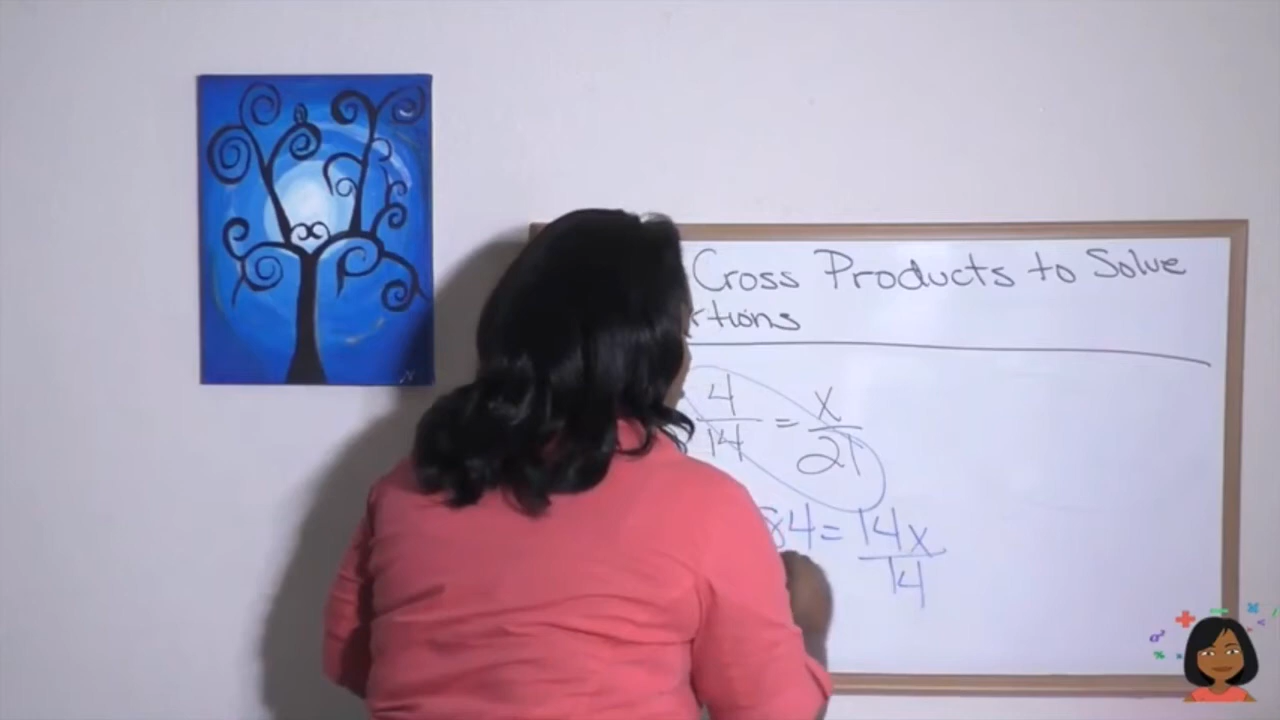 Cross Products to Solve
rtions
4/14 = x/21
84 = 14x/14